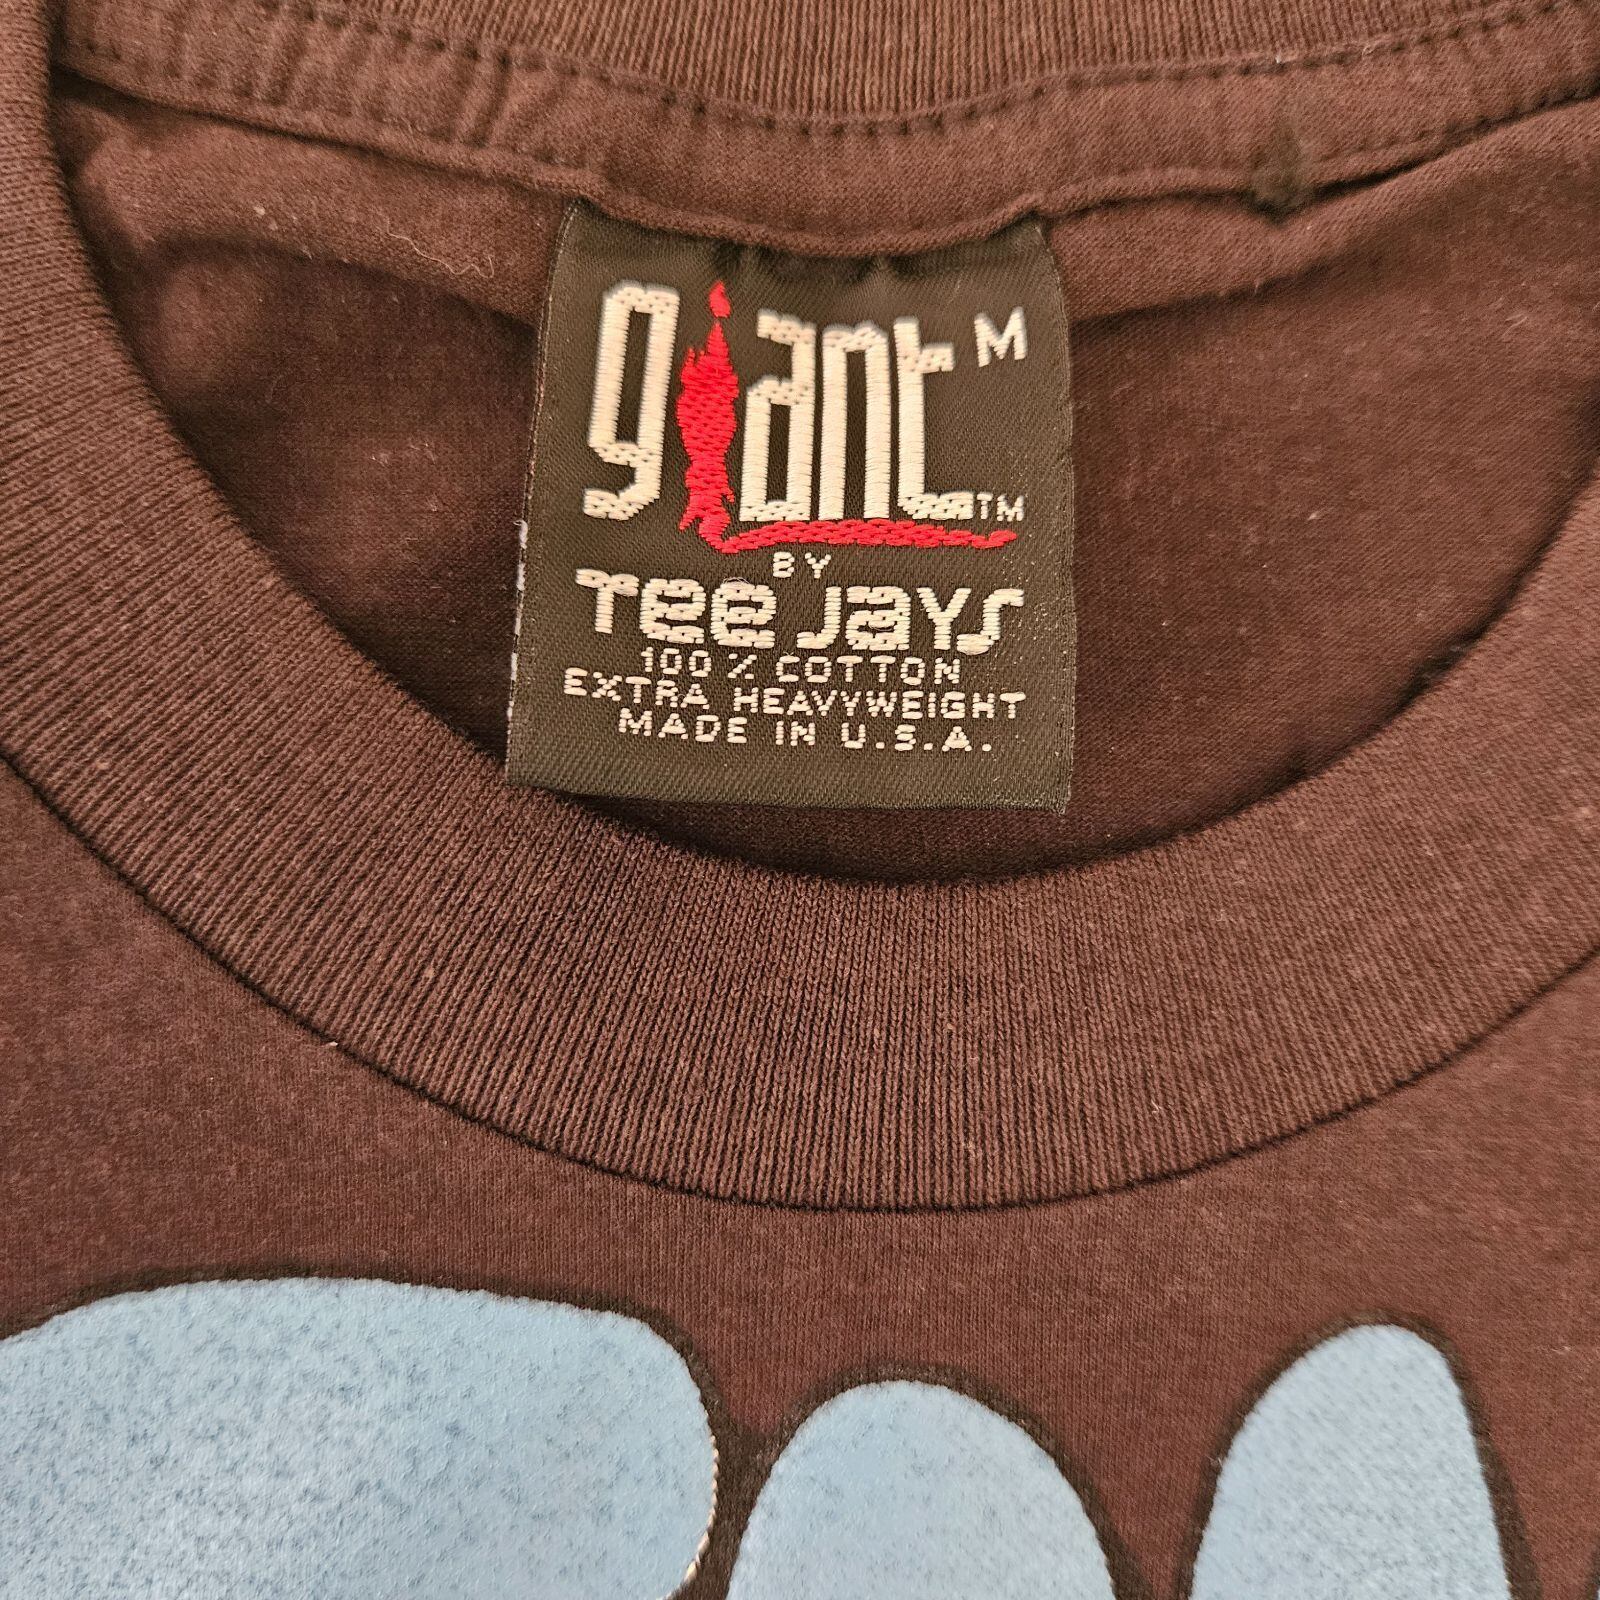 giant M
TM
BY
Tee Jays
100 % COTTON
EXTRA HEAVYWEIGHT
MADE IN U.S.A.